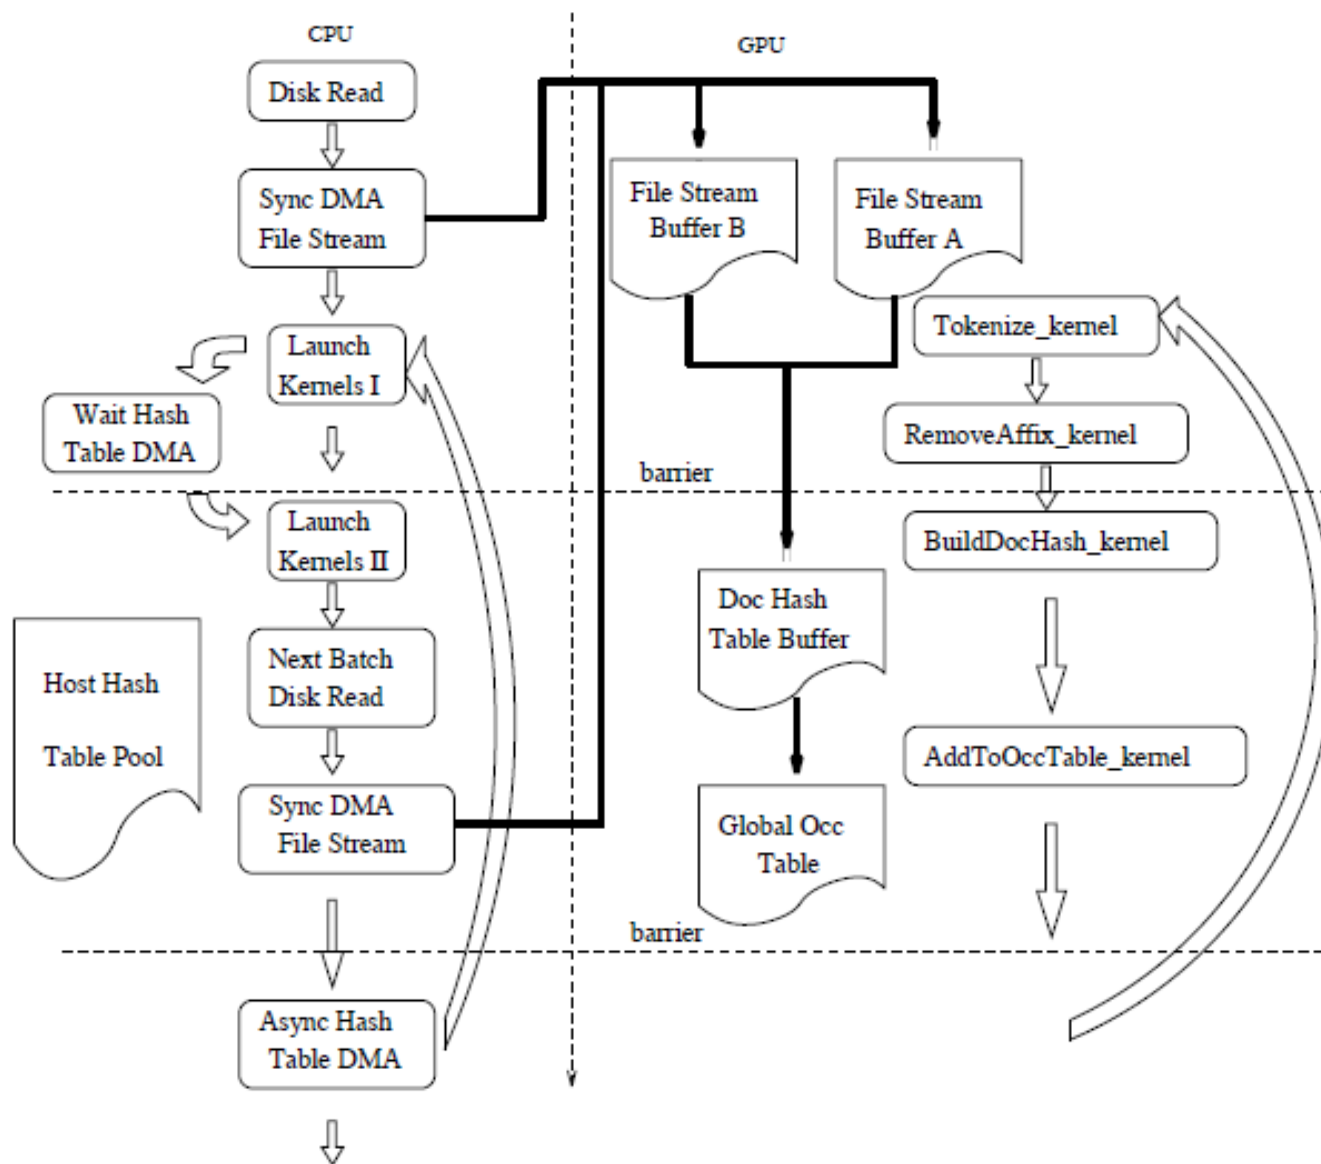 CPU
GPU
Disk Read
Sync DMA
File Stream
File Stream
Buffer B
File Stream
Buffer A
Launch
Kernels I
Tokenize_kernel
Wait Hash
Table DMA
RemoveAffix_kernel
barrier
Launch
Kernels II
BuildDocHash_kernel
Doc Hash
Table Buffer
Next Batch
Disk Read
Host Hash
Table Pool
AddToOccTable_kernel
Sync DMA
File Stream
Global Occ
Table
barrier
Async Hash
Table DMA